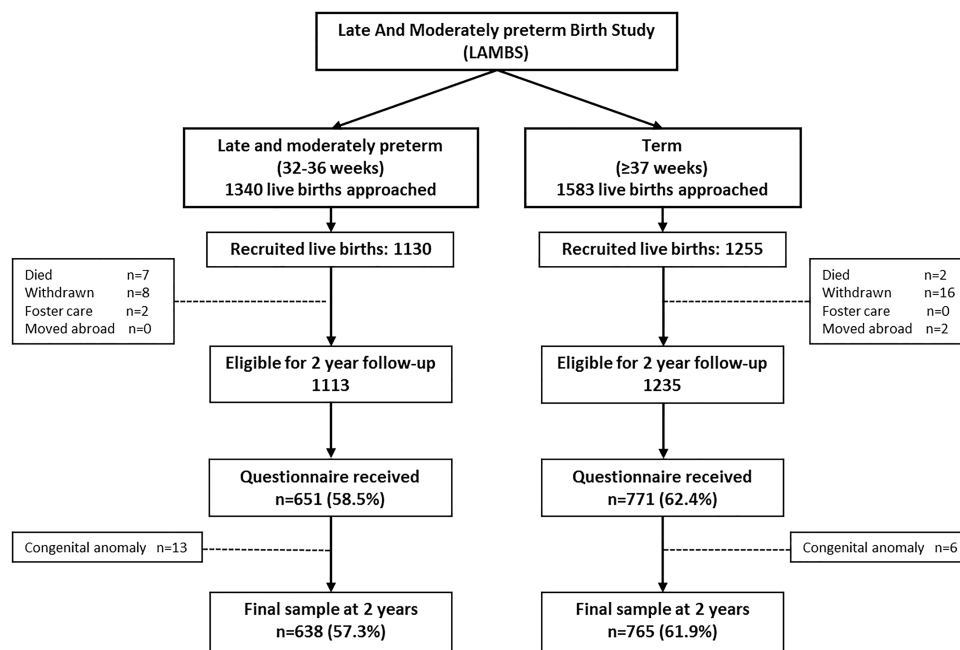 Late And Moderately preterm Birth Study
(LAMBS)
Late and moderately preterm
(32-36 weeks)
1340 live births approached
Term
(≥37 weeks)
1583 live births approached
Recruited live births: 1130
Recruited live births: 1255
Died n=7
Withdrawn n=8
Foster care n=2
Moved abroad n=0
Died n=2
Withdrawn n=16
Foster care n=0
Moved abroad n=2
Eligible for 2 year follow-up
1113
Eligible for 2 year follow-up
1235
Questionnaire received
n=651 (58.5%)
Questionnaire received
n=771 (62.4%)
Congenital anomaly n=13
Congenital anomaly n=6
Final sample at 2 years
n=638 (57.3%)
Final sample at 2 years
n=765 (61.9%)